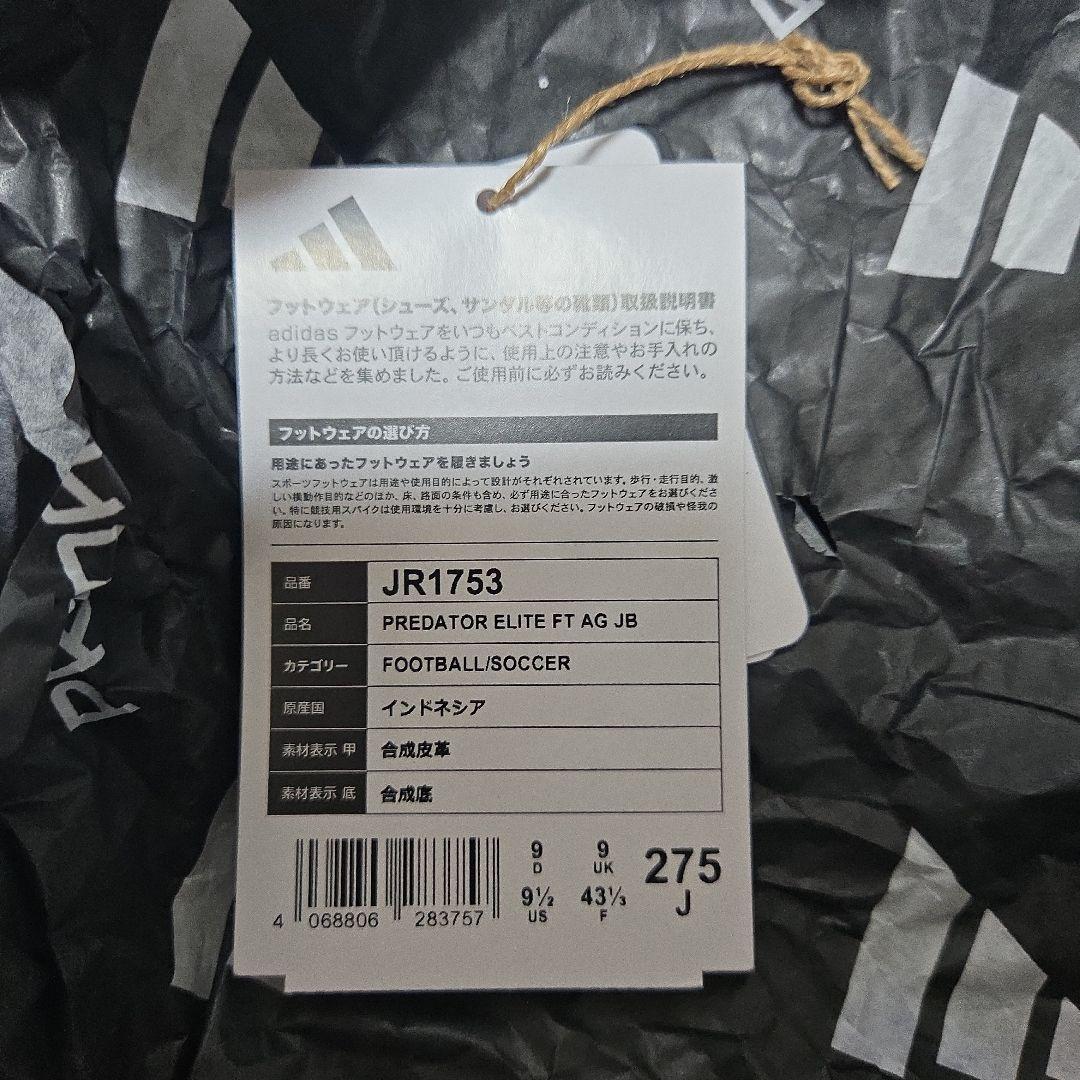 フットウェア(シューズ、サンダル等の種類)取扱説明書
adidas フットウェアをいつもベストコンディションに保ち、
より長くお使い頂けるように、使用上の注意やお手入れの
方法などを集めました。ご使用前に必ずお読みください。
フットウェアの選び方
用途にあったフットウェアを履きましょう
スポーツフットウェアは用途や使用目的によって設計がそれぞれされています。歩行・走行目的、激
しい横動作目的などのほか、床、路面の条件も含め、必ず用途に合ったフットウェアをお選びくださ
い。特に競技用スパイクは使用環境を十分に考慮し、お選びください。フットウェアの破損や怪我の
原因になります。
品番 JR1753
品名 PREDATOR ELITE FT AG JB
カテゴリー FOOTBALL/SOCCER
原産国 インドネシア
素材表示 甲 合成皮革
素材表示 底 合成底
9 D 9 UK 275 J
9½ US 43⅓ F
4 068806 283757